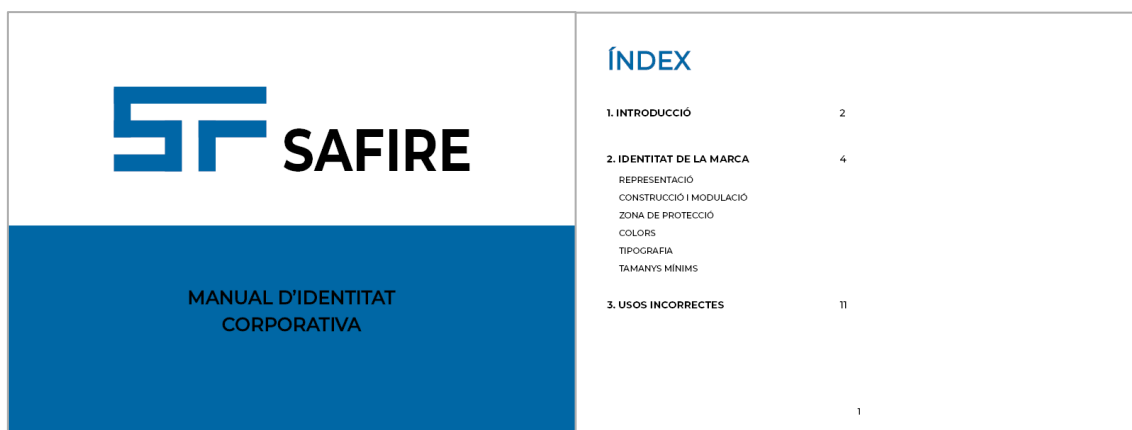 SF SAFIRE
MANUAL D'IDENTITAT
CORPORATIVA
ÍNDEX
1. INTRODUCCIÓ 2
2. IDENTITAT DE LA MARCA 4
REPRESENTACIÓ
CONSTRUCCIÓ I MODULACIÓ
ZONA DE PROTECCIÓ
COLORS
TIPOGRAFIA
TAMANYS MÍNIMS
3. USOS INCORRECTES 11
1